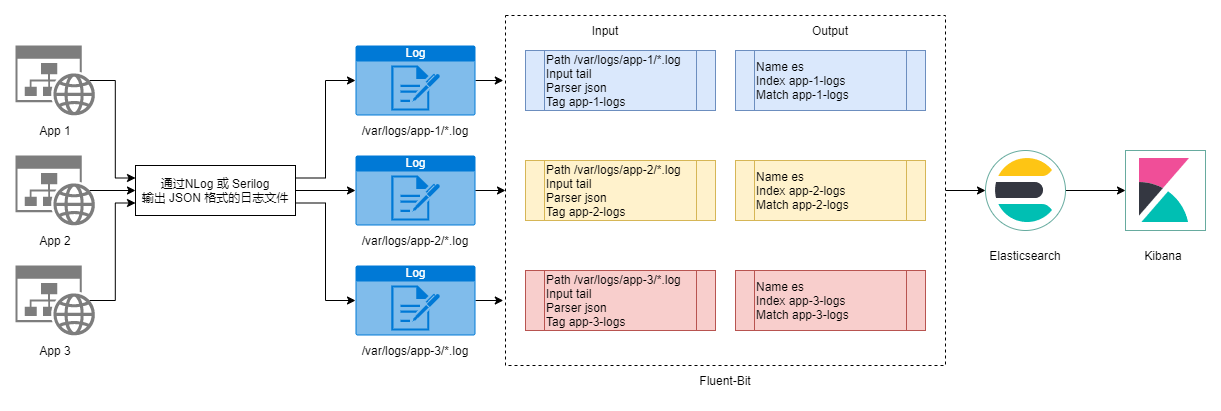 App 1
App 2
App 3
通过NLog 或 Serilog
输出 JSON 格式的日志文件
Log
/var/logs/app-1/*.log
Log
/var/logs/app-2/*.log
Log
/var/logs/app-3/*.log
Input
Output
Path /var/logs/app-1/*.log
Input tail
Parser json
Tag app-1-logs
Name es
Index app-1-logs
Match app-1-logs
Path /var/logs/app-2/*.log
Input tail
Parser json
Tag app-2-logs
Name es
Index app-2-logs
Match app-2-logs
Path /var/logs/app-3/*.log
Input tail
Parser json
Tag app-3-logs
Name es
Index app-3-logs
Match app-3-logs
Fluent-Bit
Elasticsearch
Kibana